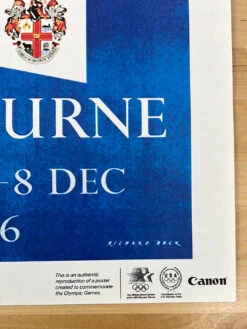 URNE
-8 DEC
6
RICHARD BECK
This is an authentic
reproduction of a poster
created to commemorate
the Olympic Games.
USA
Canon